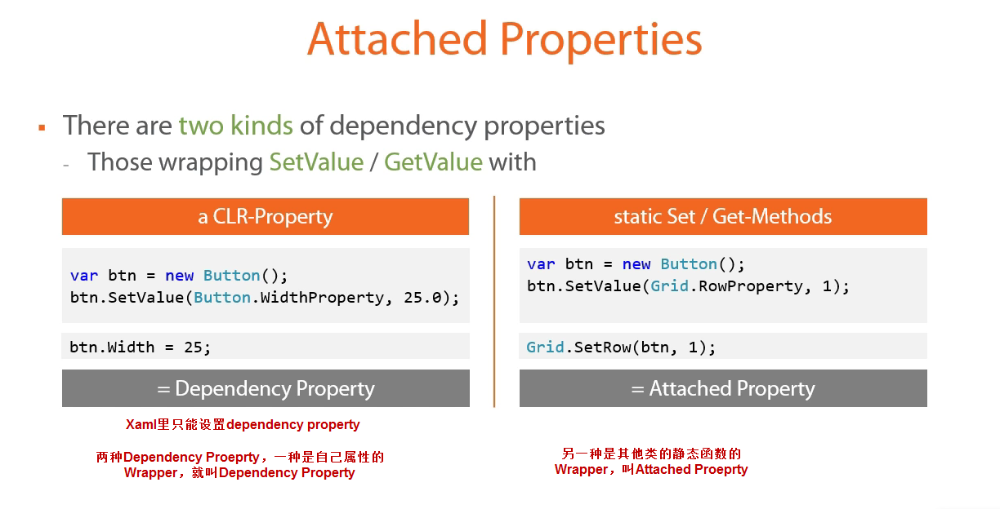 Attached Properties
▪ There are two kinds of dependency properties
- Those wrapping SetValue / GetValue with
a CLR-Property
var btn = new Button();
btn.SetValue(Button.WidthProperty, 25.0);
btn.Width = 25;
= Dependency Property
Xaml里只能设置dependency property
两种Dependency Proeprty，一种是自己属性的
Wrapper，就叫Dependency Property
static Set / Get-Methods
var btn = new Button();
btn.SetValue(Grid.RowProperty, 1);
Grid.SetRow(btn, 1);
= Attached Property
另一种是其他类的静态函数的
Wrapper，叫Attached Proeprty